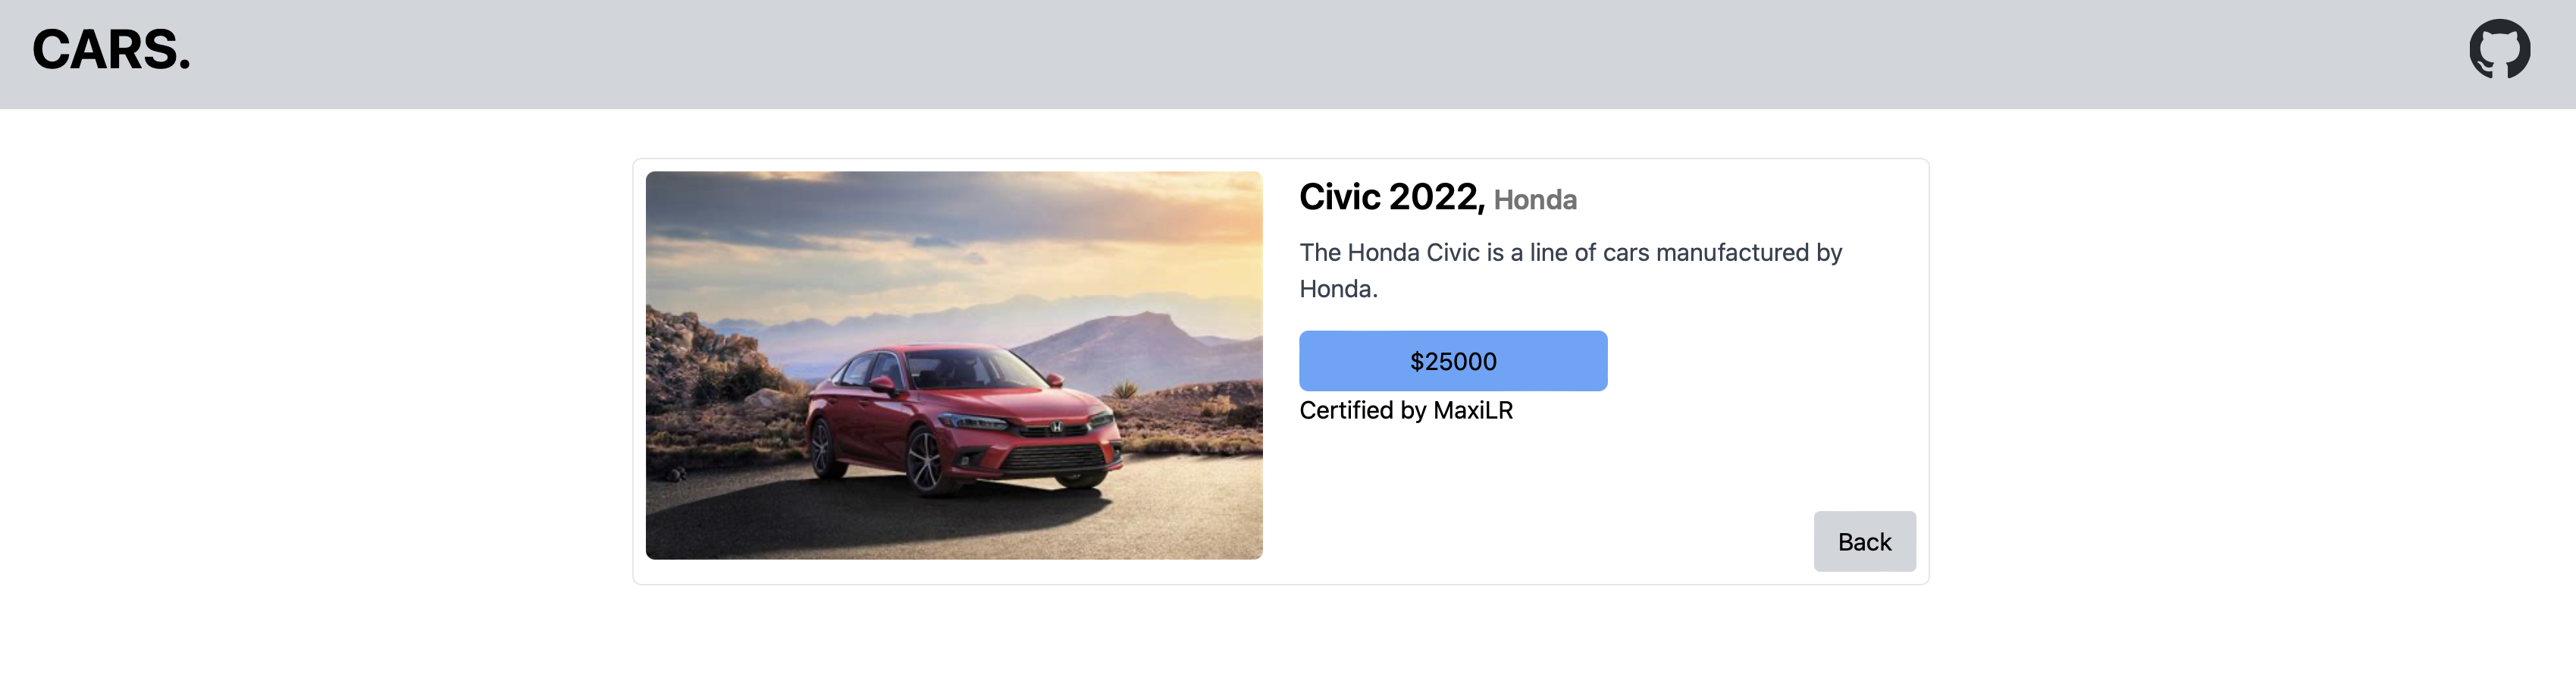 CARS.
Civic 2022, Honda
The Honda Civic is a line of cars manufactured by
Honda.
$25000
Certified by MaxiLR
Back